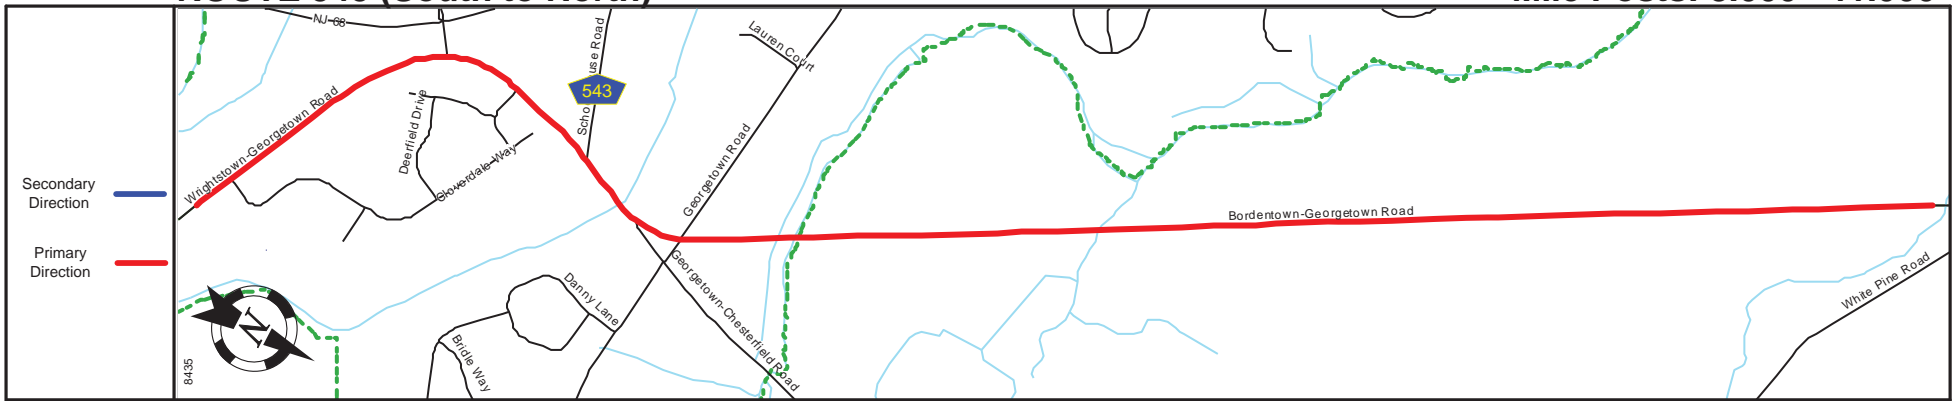 NJ 68
Lauren Court
543
Wrightstown-Georgetown Road
Deerfield Drive
Cloverdale Way
Georgetown Road
Secondary
Direction
Bordentown-Georgetown Road
Primary
Direction
Georgetown-Chesterfield Road
White Pine Road
Danny Lane
N
Bridle Way
8435